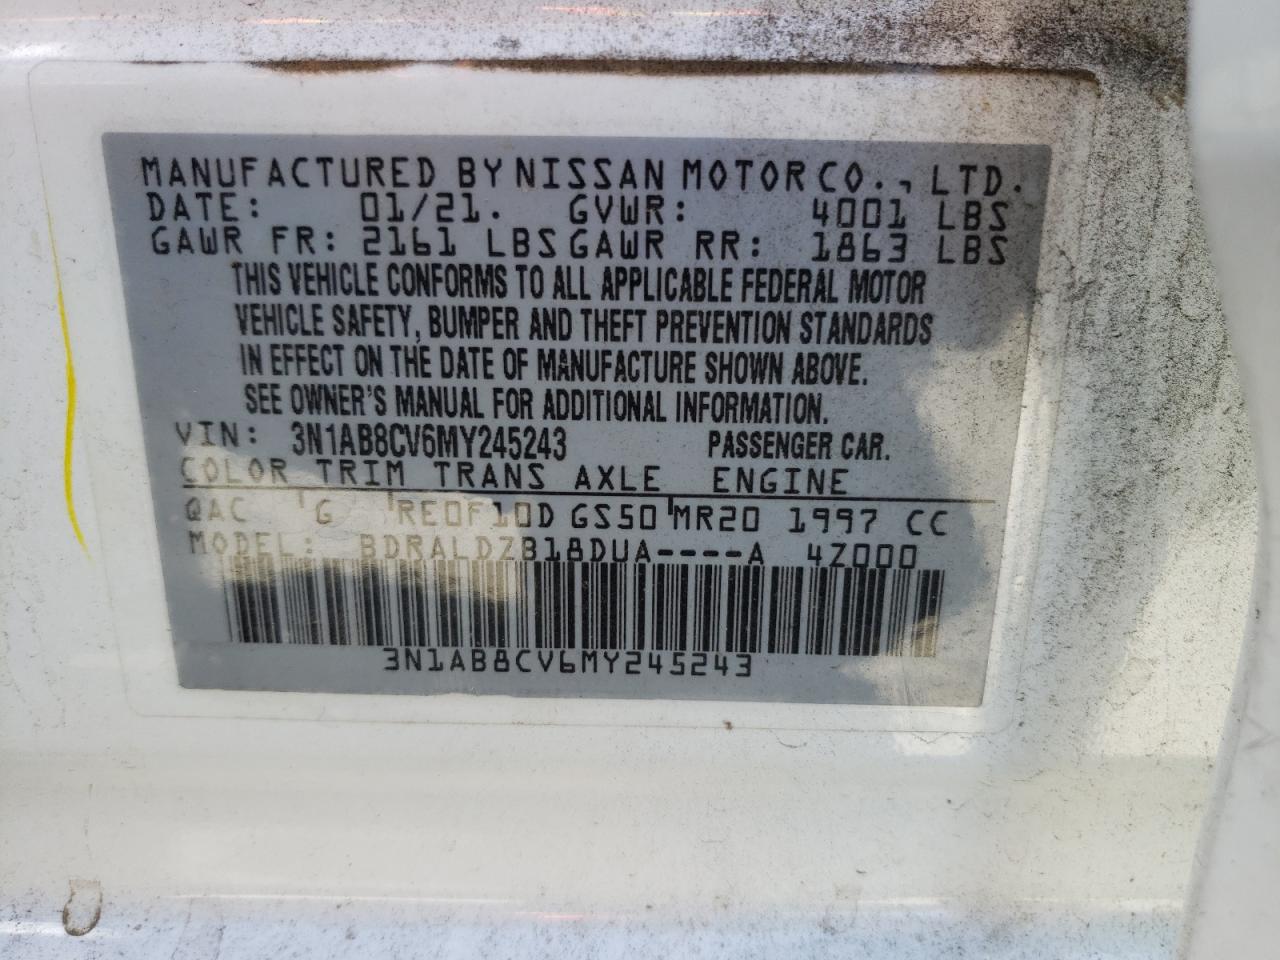 MANUFACTURED BY NISSAN MOTOR CO., LTD.
DATE: 01/21. GVWR: 4001 LBS
GAWR FR: 2161 LBS GAWR RR: 1863 LBS
THIS VEHICLE CONFORMS TO ALL APPLICABLE FEDERAL MOTOR
VEHICLE SAFETY, BUMPER AND THEFT PREVENTION STANDARDS
IN EFFECT ON THE DATE OF MANUFACTURE SHOWN ABOVE.
SEE OWNER'S MANUAL FOR ADDITIONAL INFORMATION.
VIN: 3N1AB8CV6MY245243 PASSENGER CAR.
COLOR TRIM TRANS AXLE ENGINE
QAC G RE0F10D GS50 MR20 1997 CC
MODEL: BDRALDZB18DUA----A 4Z000
3N1AB8CV6MY245243